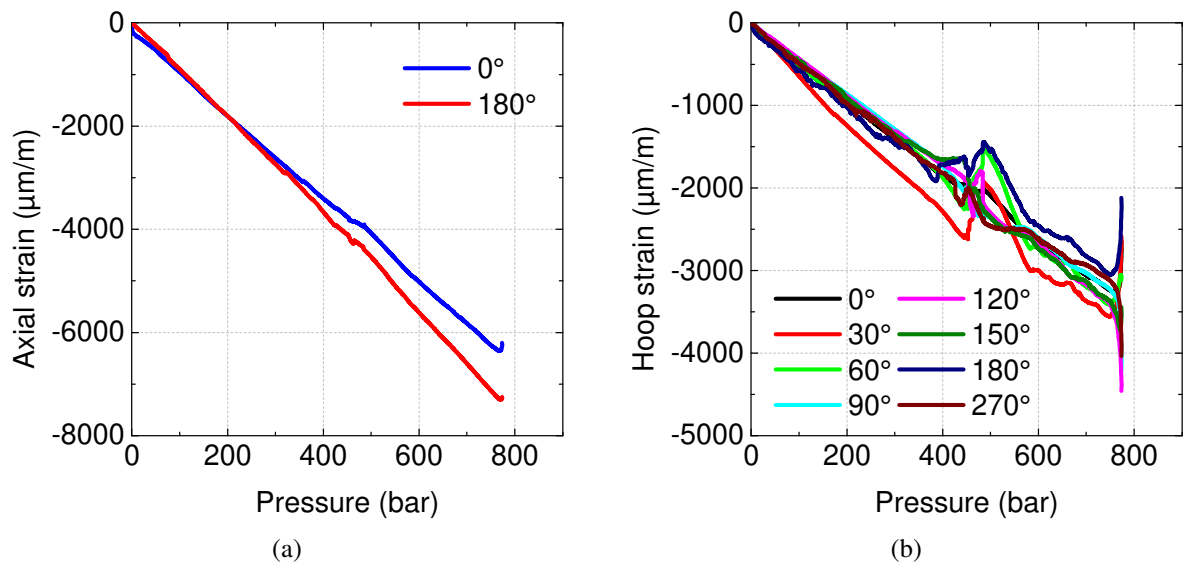 0
-2000
-4000
-6000
-8000
Axial strain (µm/m)
0°
180°
0 200 400 600 800
Pressure (bar)
(a)
0
-1000
-2000
-3000
-4000
-5000
Hoop strain (µm/m)
0° 120°
30° 150°
60° 180°
90° 270°
0 200 400 600 800
Pressure (bar)
(b)